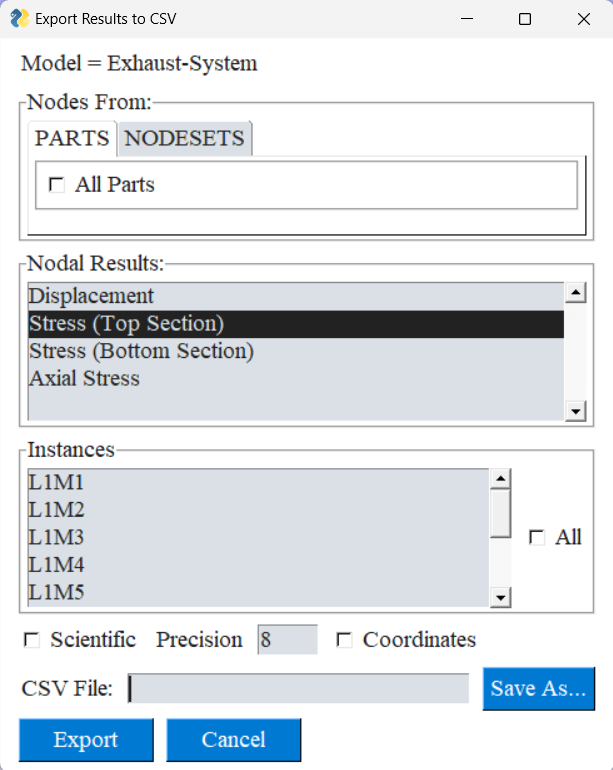 Export Results to CSV
Model = Exhaust-System
Nodes From:
PARTS NODESETS
All Parts
Nodal Results:
Displacement
Stress (Top Section)
Stress (Bottom Section)
Axial Stress
Instances
L1M1
L1M2
L1M3
L1M4
L1M5
All
Scientific Precision 8 Coordinates
CSV File: Save As...
Export Cancel